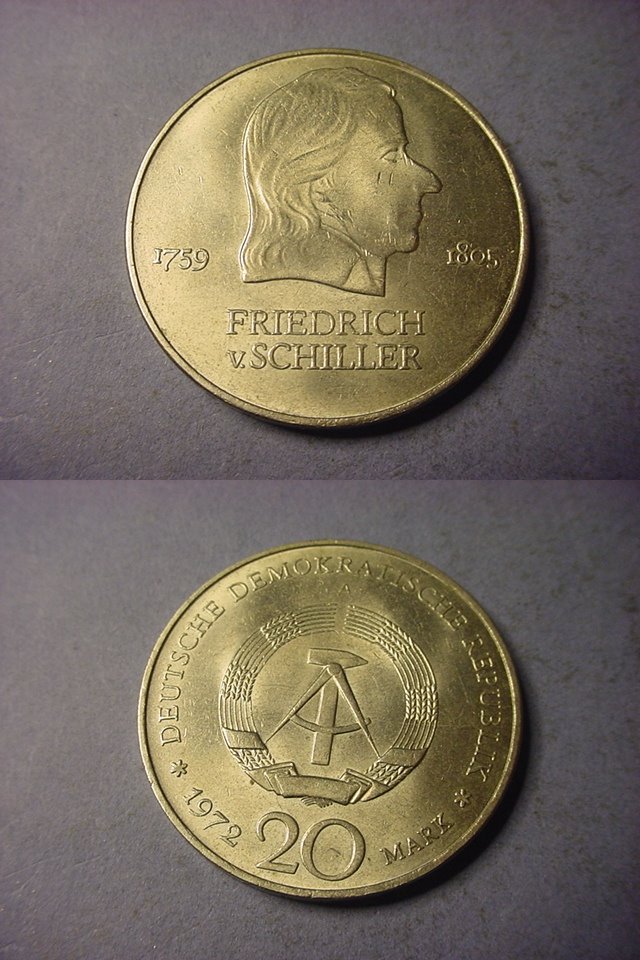 1759
1805
FRIEDRICH
v. SCHILLER
DEUTSCHE DEMOKRATISCHE REPUBLIK
A
* 1972 20 MARK *